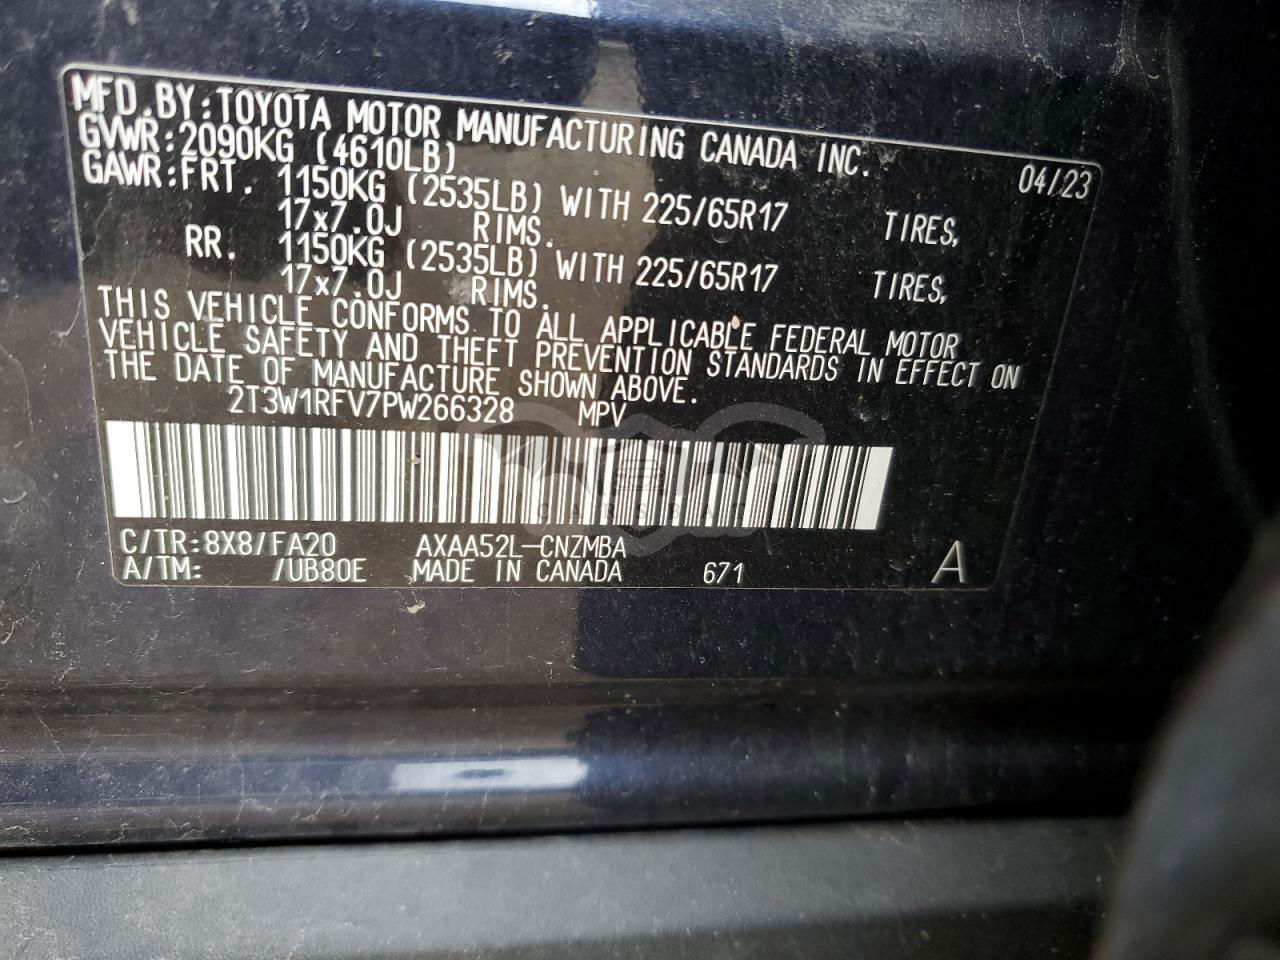 MFD.BY:TOYOTA MOTOR MANUFACTURING CANADA INC.
GVWR:2090KG (4610LB) 04/23
GAWR:FRT. 1150KG (2535LB) WITH 225/65R17 TIRES,
17x7.0J RIMS.
RR. 1150KG (2535LB) WITH 225/65R17 TIRES,
17x7.0J RIMS.
THIS VEHICLE CONFORMS TO ALL APPLICABLE FEDERAL MOTOR
VEHICLE SAFETY AND THEFT PREVENTION STANDARDS IN EFFECT ON
THE DATE OF MANUFACTURE SHOWN ABOVE.
2T3W1RFV7PW266328 MPV
CARSBAT
C/TR:8X8/FA20 AXAA52L-CNZMBA
A/TM: /UB80E MADE IN CANADA 671 A